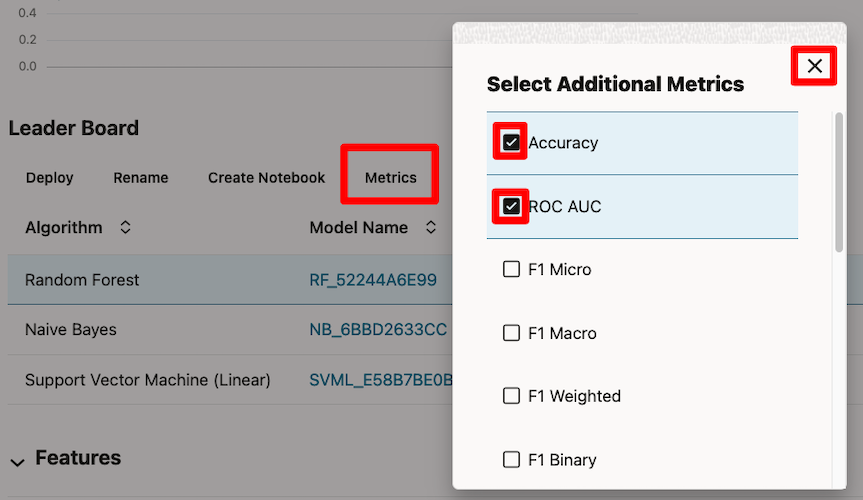 0.4
0.2
0.0
Leader Board
Deploy Rename Create Notebook Metrics
Algorithm Model Name
Random Forest RF_52244A6E99
Naive Bayes NB_6BBD2633CC
Support Vector Machine (Linear) SVML_E58B7BE0B
Features
Select Additional Metrics
Accuracy
ROC AUC
F1 Micro
F1 Macro
F1 Weighted
F1 Binary